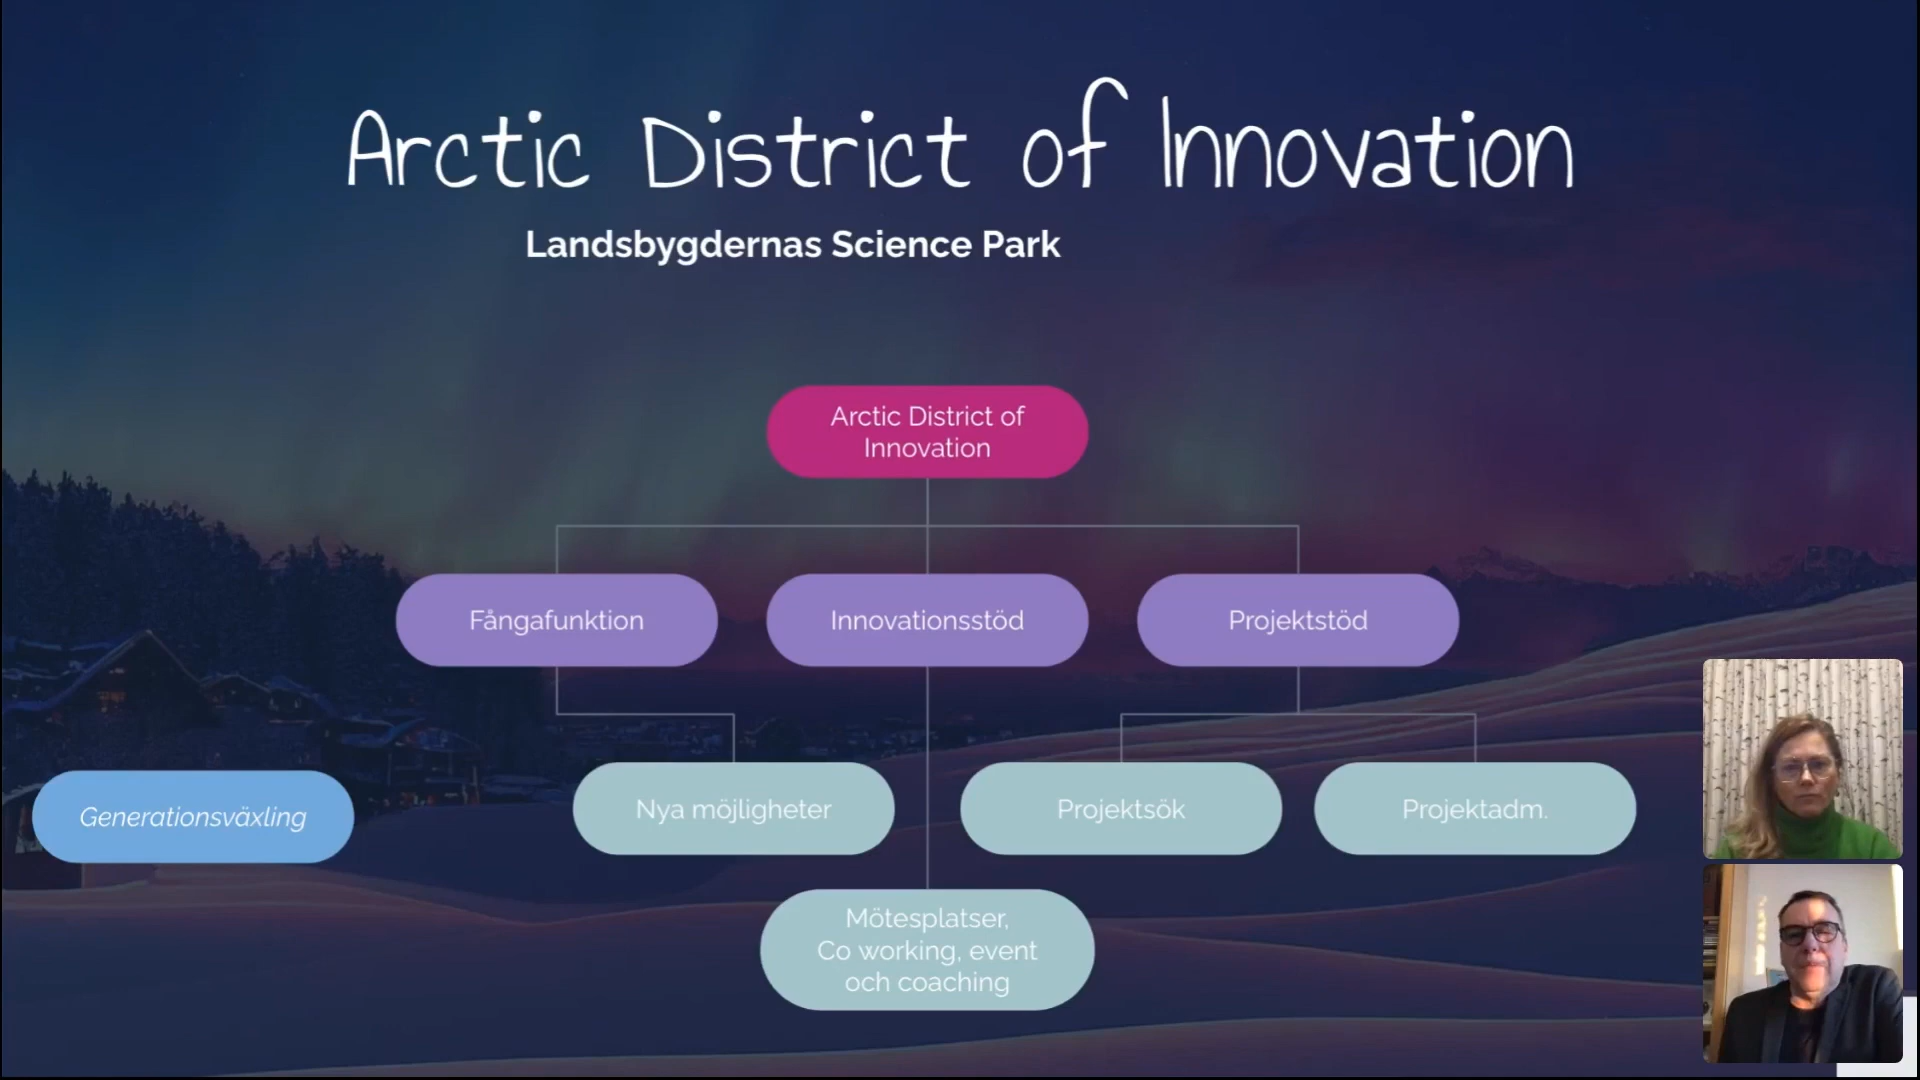 Arctic District of Innovation
Landsbygdernas Science Park
Arctic District of
Innovation
Fångafunktion
Innovationsstöd
Projektstöd
Generationsväxling
Nya möjligheter
Projektsök
Projektadm.
Mötesplatser,
Co working, event
och coaching